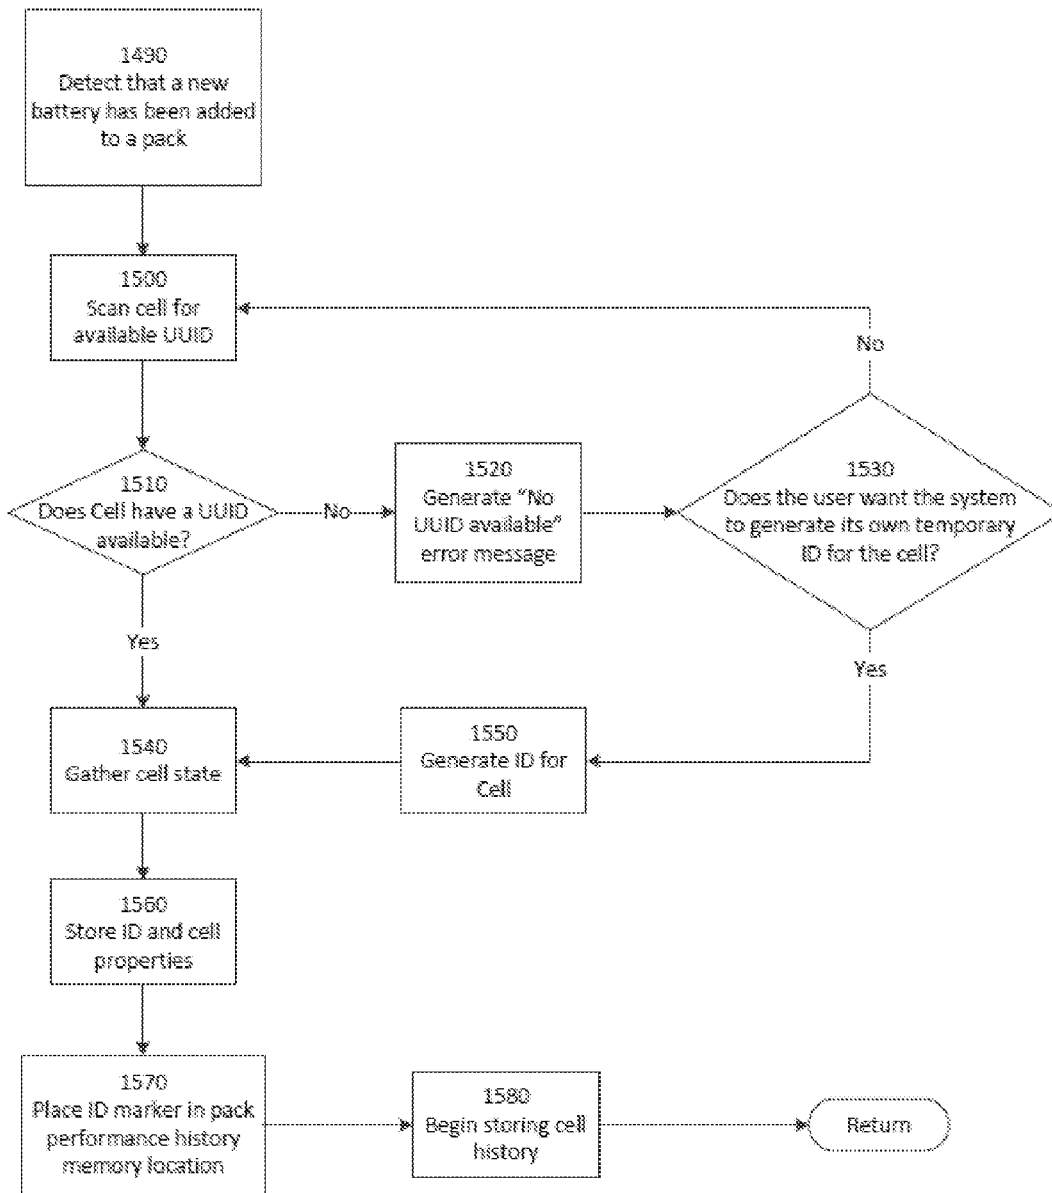 1490
Detect that a new
battery has been added
to a pack
1500
Scan cell for
available UUID
No
1510
Does Cell have a UUID
available?
No
1520
Generate “No
UUID available”
error message
1530
Does the user want the system
to generate its own temporary
ID for the cell?
Yes
Yes
1540
Gather cell state
1550
Generate ID for
Cell
1560
Store ID and cell
properties
1570
Place ID marker in pack
performance history
memory location
1580
Begin storing cell
history
Return